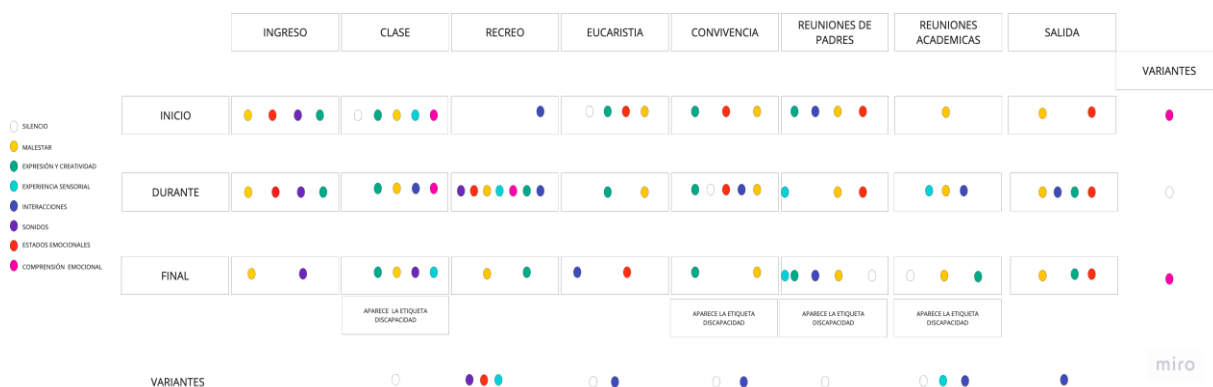 INGRESO
CLASE
RECREO
EUCARISTIA
CONVIVENCIA
REUNIONES DE
PADRES
REUNIONES
ACADEMICAS
SALIDA
VARIANTES
INICIO
SILENCIO
MALESTAR
EXPRESIÓN Y CREATIVIDAD
EXPERIENCIA SENSORIAL
INTERACCIONES
SONIDOS
ESTADOS EMOCIONALES
COMPRENSIÓN EMOCIONAL
DURANTE
FINAL
APARECE LA ETIQUETA
DISCAPACIDAD
APARECE LA ETIQUETA
DISCAPACIDAD
APARECE LA ETIQUETA
DISCAPACIDAD
APARECE LA ETIQUETA
DISCAPACIDAD
miro
VARIANTES